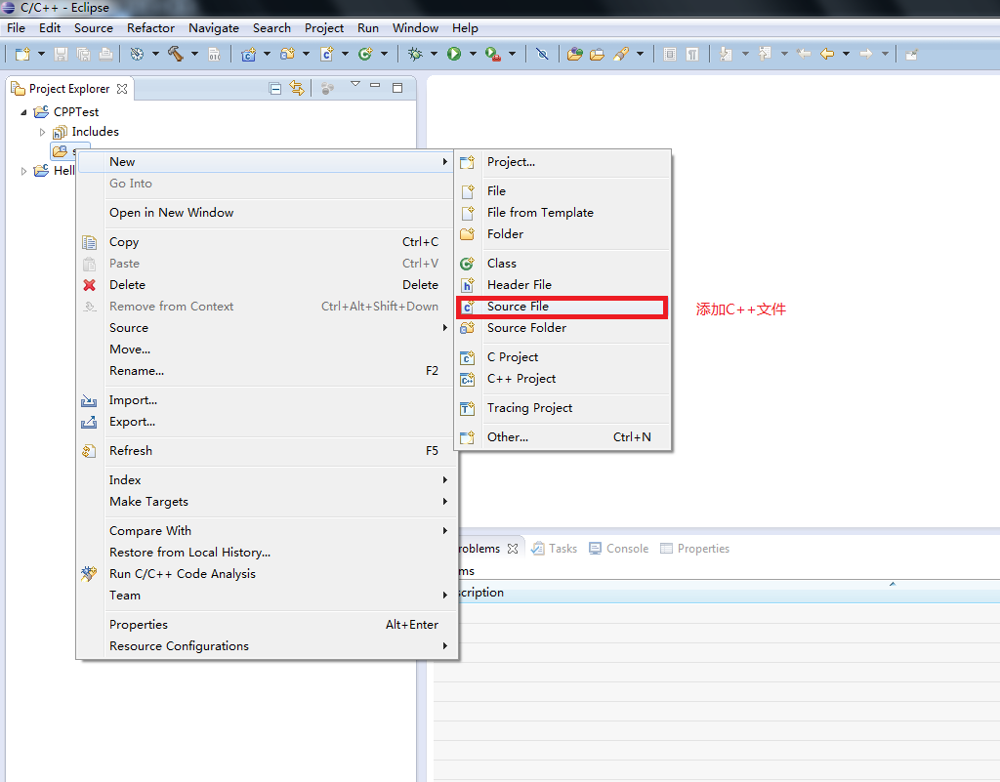 C/C++ - Eclipse
File Edit Source Refactor Navigate Search Project Run Window Help
Project Explorer
CPPTest
Includes
s
Hell
New
Go Into
Open in New Window
Copy Ctrl+C
Paste Ctrl+V
Delete Delete
Remove from Context Ctrl+Alt+Shift+Down
Source
Move...
Rename... F2
Import...
Export...
Refresh F5
Index
Make Targets
Compare With
Restore from Local History...
Run C/C++ Code Analysis
Team
Properties Alt+Enter
Resource Configurations
Project...
File
File from Template
Folder
Class
Header File
Source File
Source Folder
C Project
C++ Project
Tracing Project
Other... Ctrl+N
添加C++文件
roblems Tasks Console Properties
ms
scription